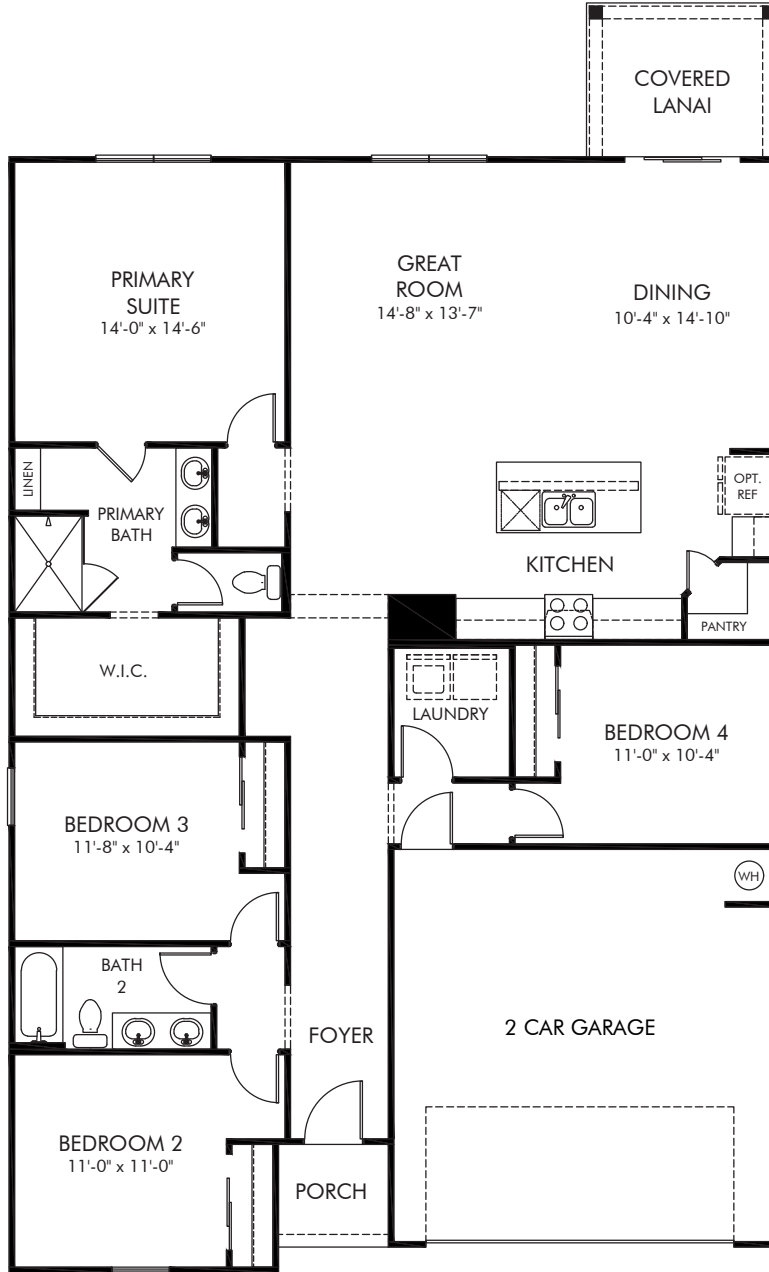 COVERED
LANAI
PRIMARY
SUITE
14'-0" x 14'-6"
GREAT
ROOM
14'-8" x 13'-7"
DINING
10'-4" x 14'-10"
LINEN
PRIMARY
BATH
OPT.
REF
KITCHEN
PANTRY
W.I.C.
LAUNDRY
BEDROOM 4
11'-0" x 10'-4"
BEDROOM 3
11'-8" x 10'-4"
WH
BATH
2
FOYER
2 CAR GARAGE
BEDROOM 2
11'-0" x 11'-0"
PORCH